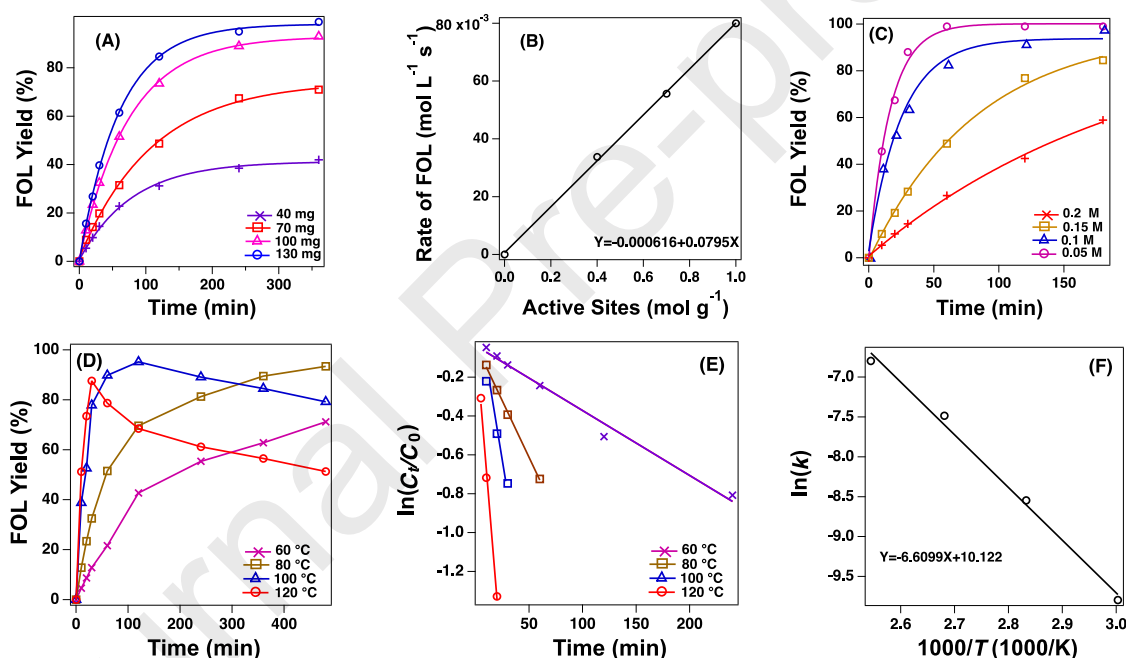 (A)
FOL Yield (%)
100
80
60
40
20
0
0
100
200
300
Time (min)
40 mg
70 mg
100 mg
130 mg
(B)
Rate of FOL (mol L⁻¹ s⁻¹)
80 x10⁻³
60
40
20
0
0.0
0.2
0.4
0.6
0.8
1.0
Active Sites (mol g⁻¹)
Y=-0.000616+0.0795X
(C)
FOL Yield (%)
100
80
60
40
20
0
0
50
100
150
Time (min)
0.2 M
0.15 M
0.1 M
0.05 M
(D)
FOL Yield (%)
100
80
60
40
20
0
0
100
200
300
400
Time (min)
60 °C
80 °C
100 °C
120 °C
(E)
ln(Ct/C0)
-0.2
-0.4
-0.6
-0.8
-1.0
-1.2
50
100
150
200
Time (min)
60 °C
80 °C
100 °C
120 °C
(F)
ln(k)
-7.0
-7.5
-8.0
-8.5
-9.0
-9.5
2.6
2.7
2.8
2.9
3.0
1000/T (1000/K)
Y=-6.6099X+10.122
rnal Pre-p